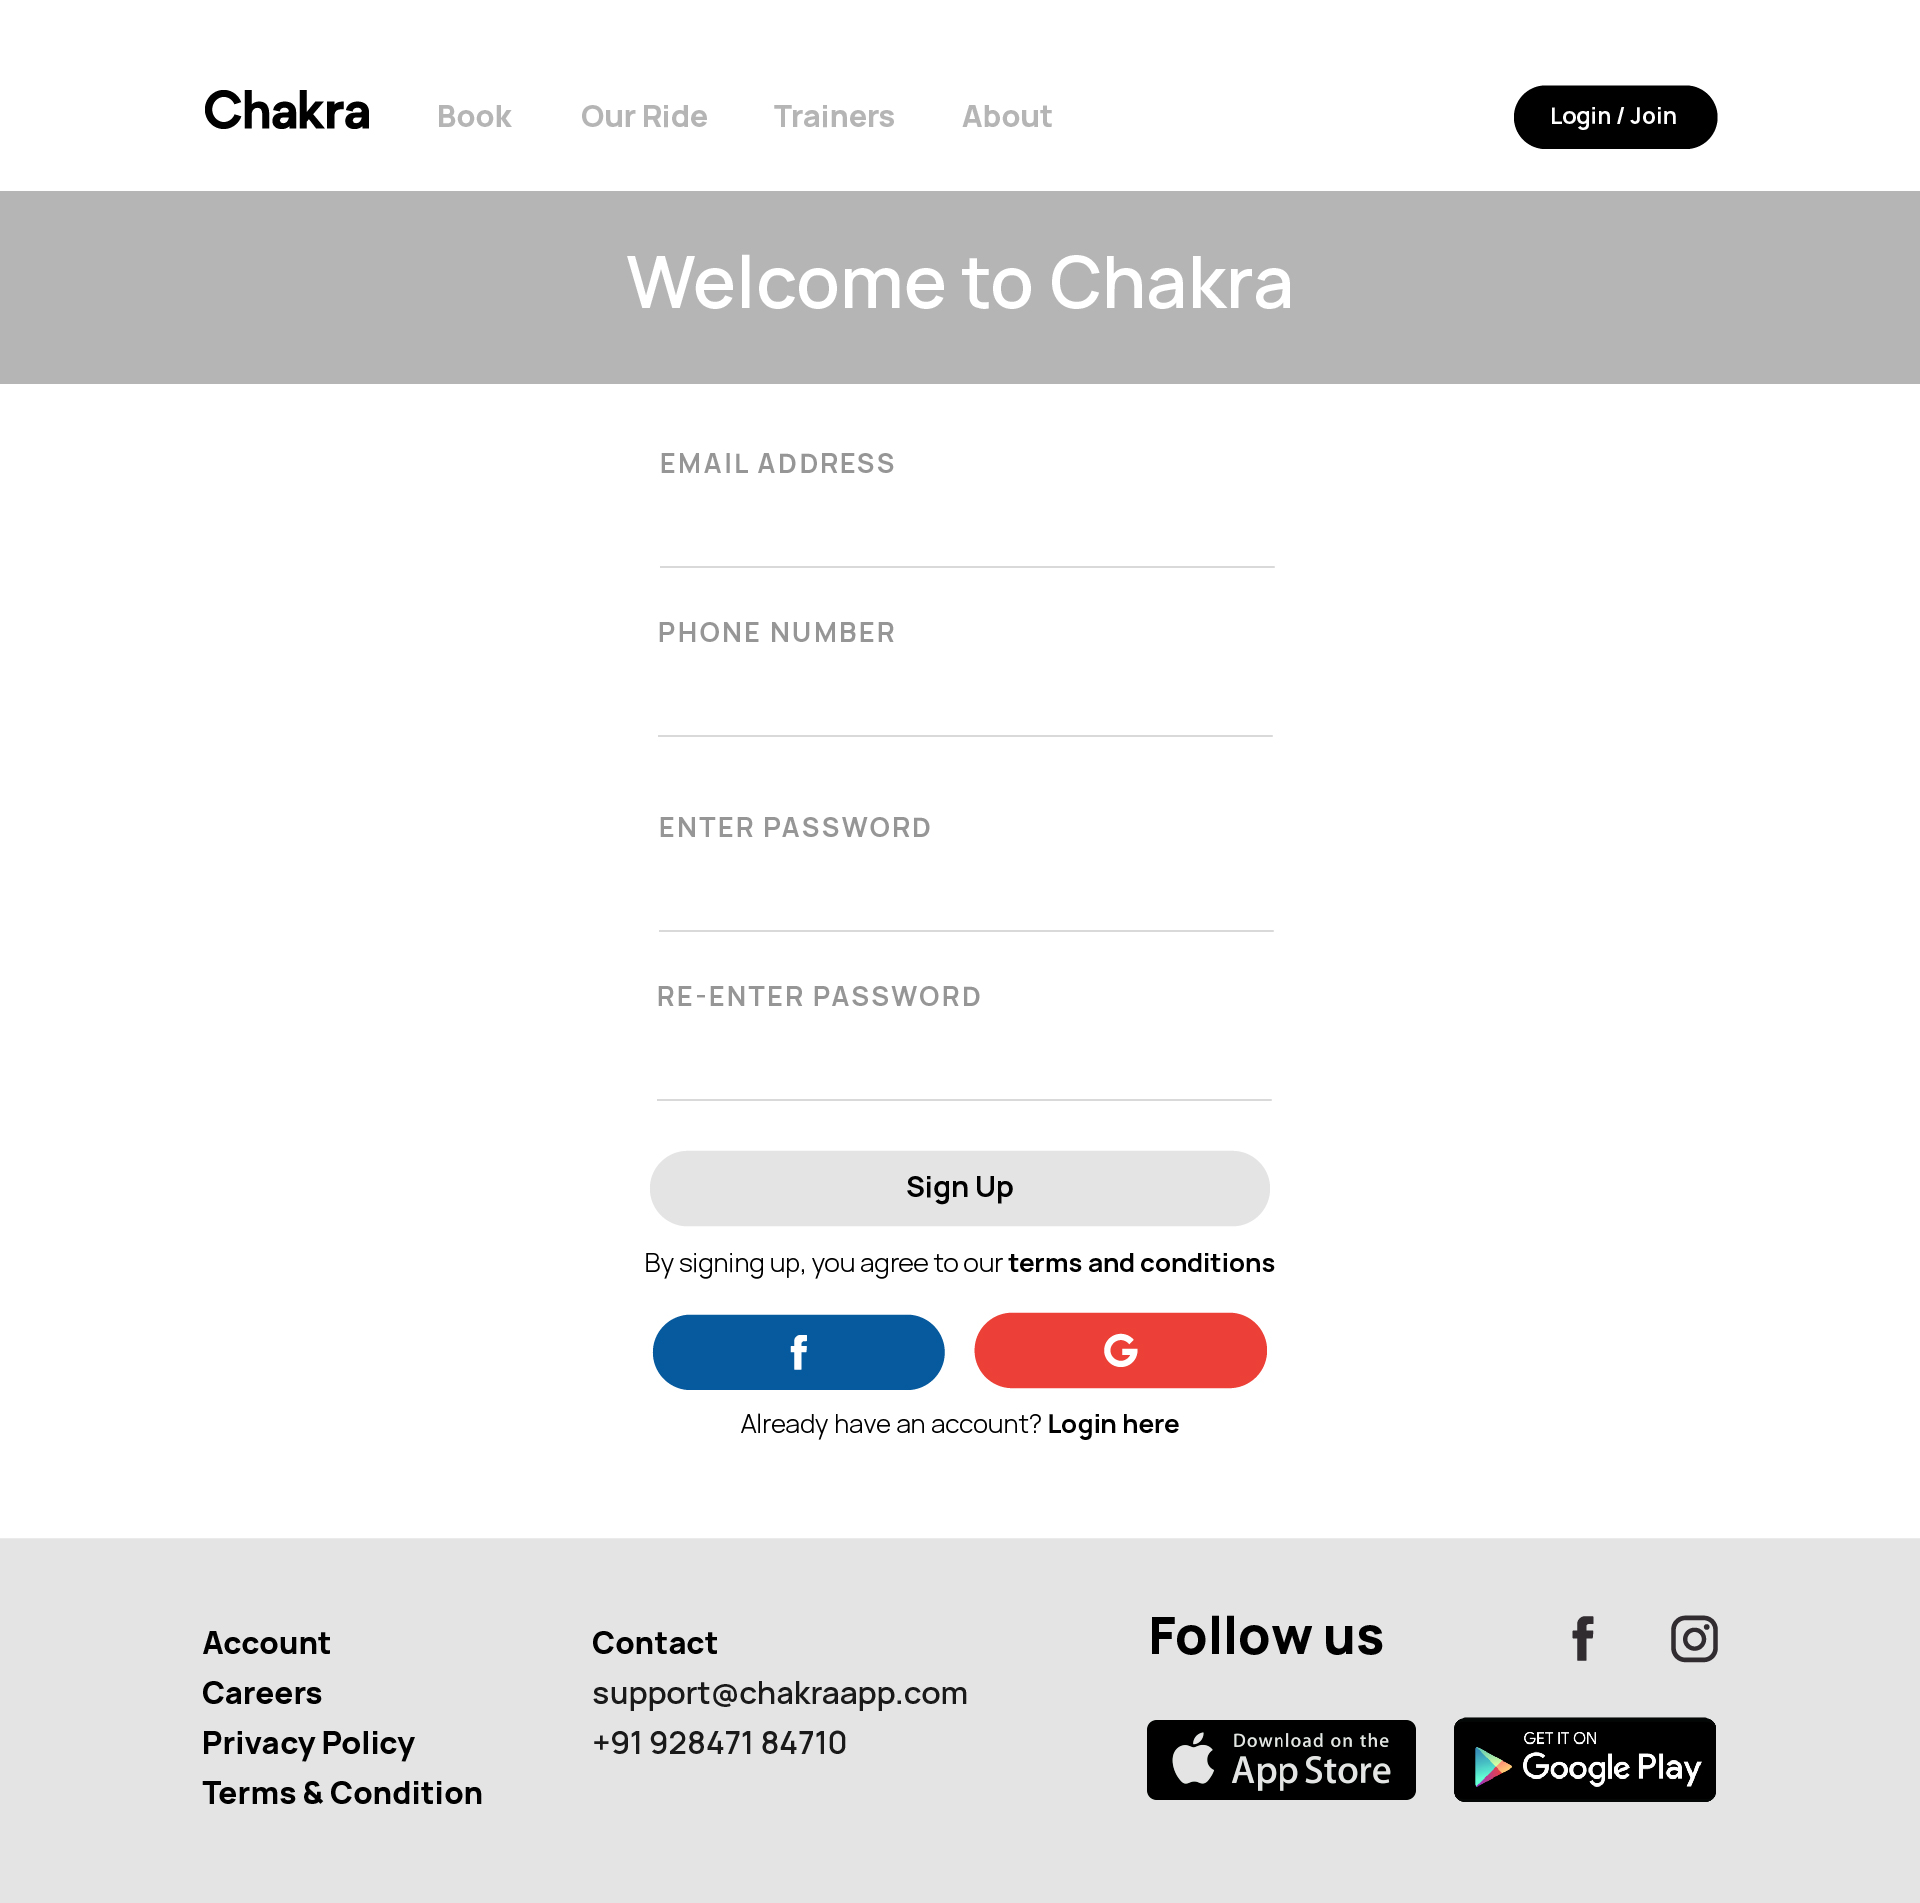 Chakra Book Our Ride Trainers About Login / Join
Welcome to Chakra
EMAIL ADDRESS
PHONE NUMBER
ENTER PASSWORD
RE-ENTER PASSWORD
Sign Up
By signing up, you agree to our terms and conditions
f G
Already have an account? Login here
Account
Careers
Privacy Policy
Terms & Condition
Contact
support@chakraapp.com
+91 928471 84710
Follow us f
Download on the
App Store
GET IT ON
Google Play